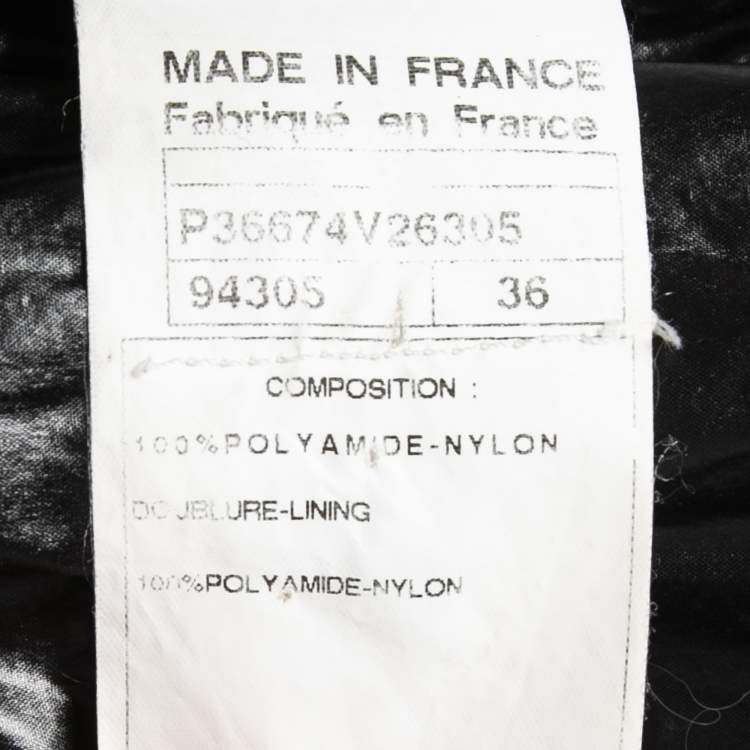 MADE IN FRANCE
Fabriqué en France
P36674V26305
94305 36
COMPOSITION :
100%POLYAMIDE-NYLON
DOUBLURE-LINING
100%POLYAMIDE-NYLON